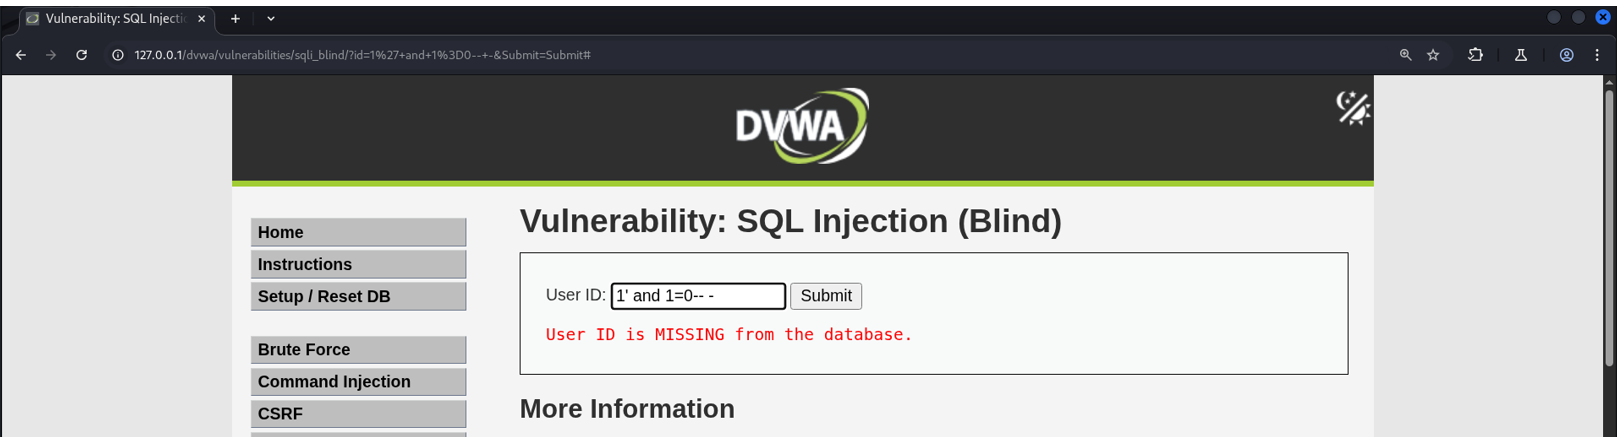 Vulnerability: SQL Injectic
127.0.0.1/dvwa/vulnerabilities/sqli_blind/?id=1%27+and+1%3D0--+-&Submit=Submit#
DVWA
Vulnerability: SQL Injection (Blind)
Home
Instructions
Setup / Reset DB
Brute Force
Command Injection
CSRF
User ID: 1' and 1=0-- - Submit
User ID is MISSING from the database.
More Information